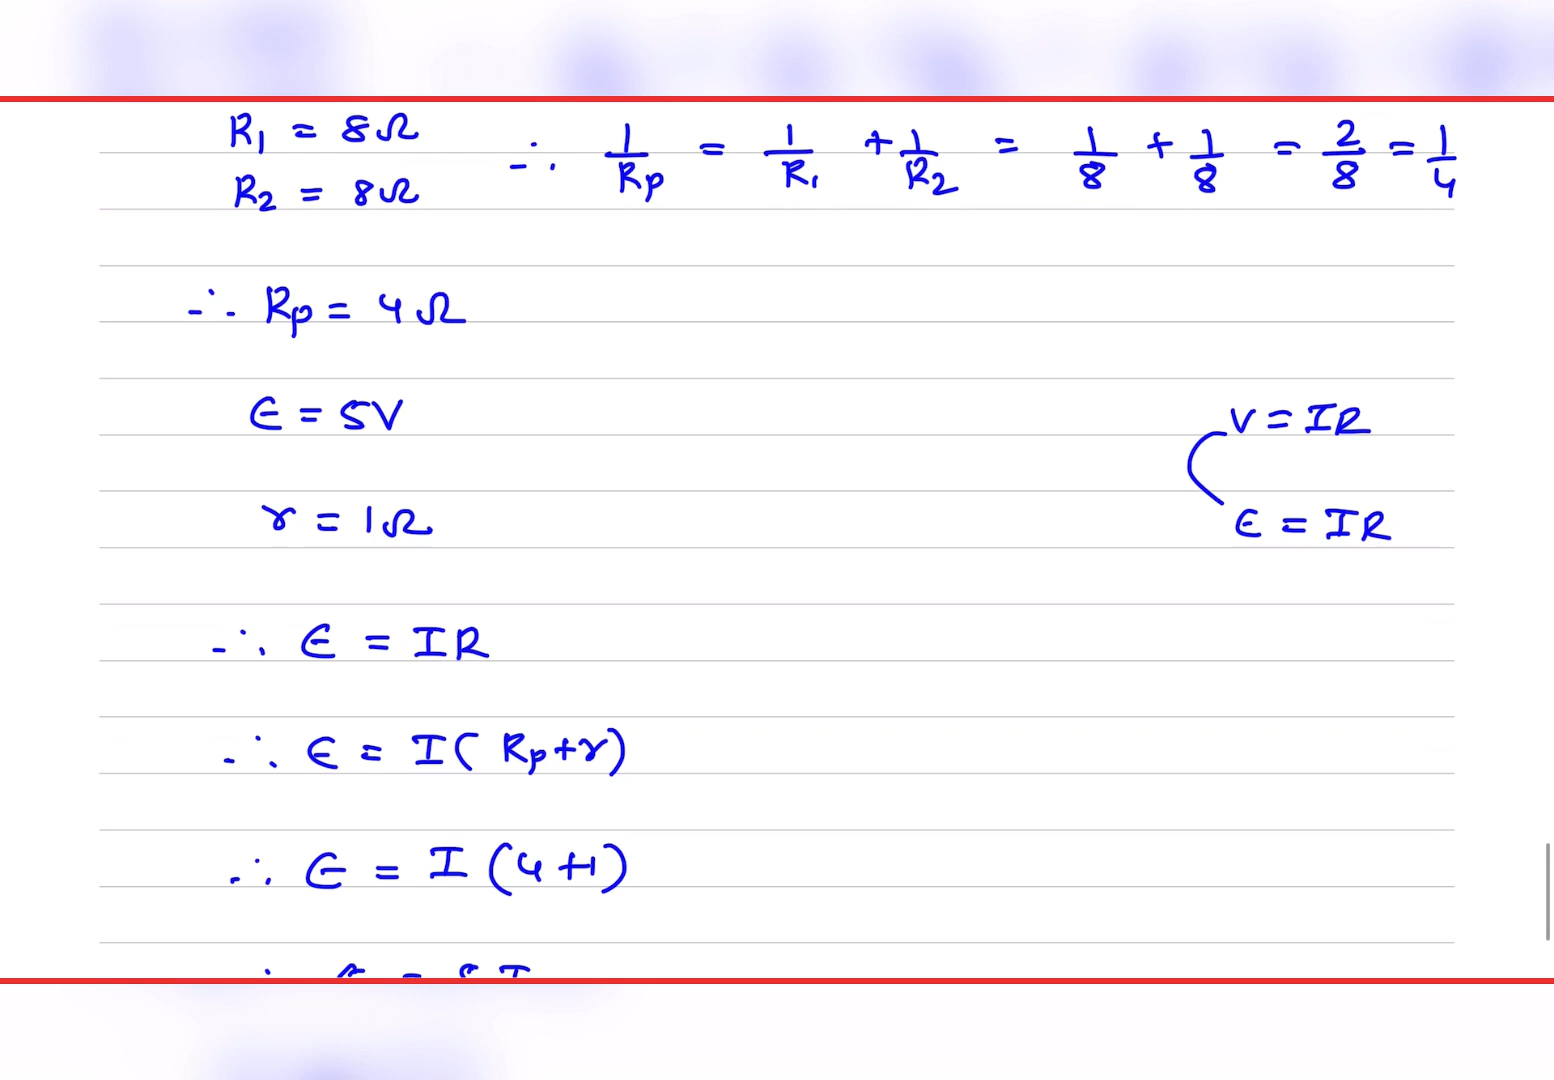 R₁ = 8Ω ∴ 1/Rp = 1/R₁ + 1/R₂ = 1/8 + 1/8 = 2/8 = 1/4
R₂ = 8Ω
∴ Rp = 4Ω
ϵ = 5V
V = IR
r = 1Ω
ϵ = IR
∴ ϵ = IR
∴ ϵ = I( Rp+r)
∴ ϵ = I (4+1)